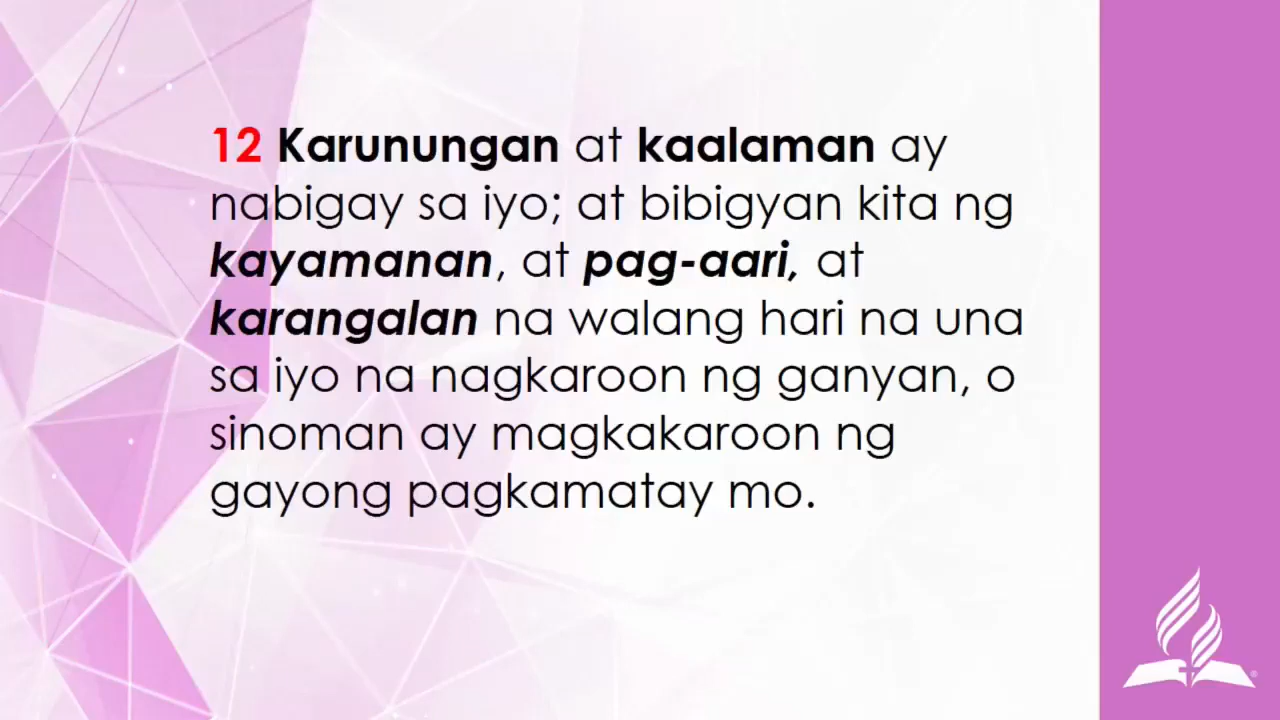 12 Karunungan at kaalaman ay
nabigay sa iyo; at bibigyan kita ng
kayamanan, at pag-aari, at
karangalan na walang hari na una
sa iyo na nagkaroon ng ganyan, o
sinoman ay magkakaroon ng
gayong pagkamatay mo.